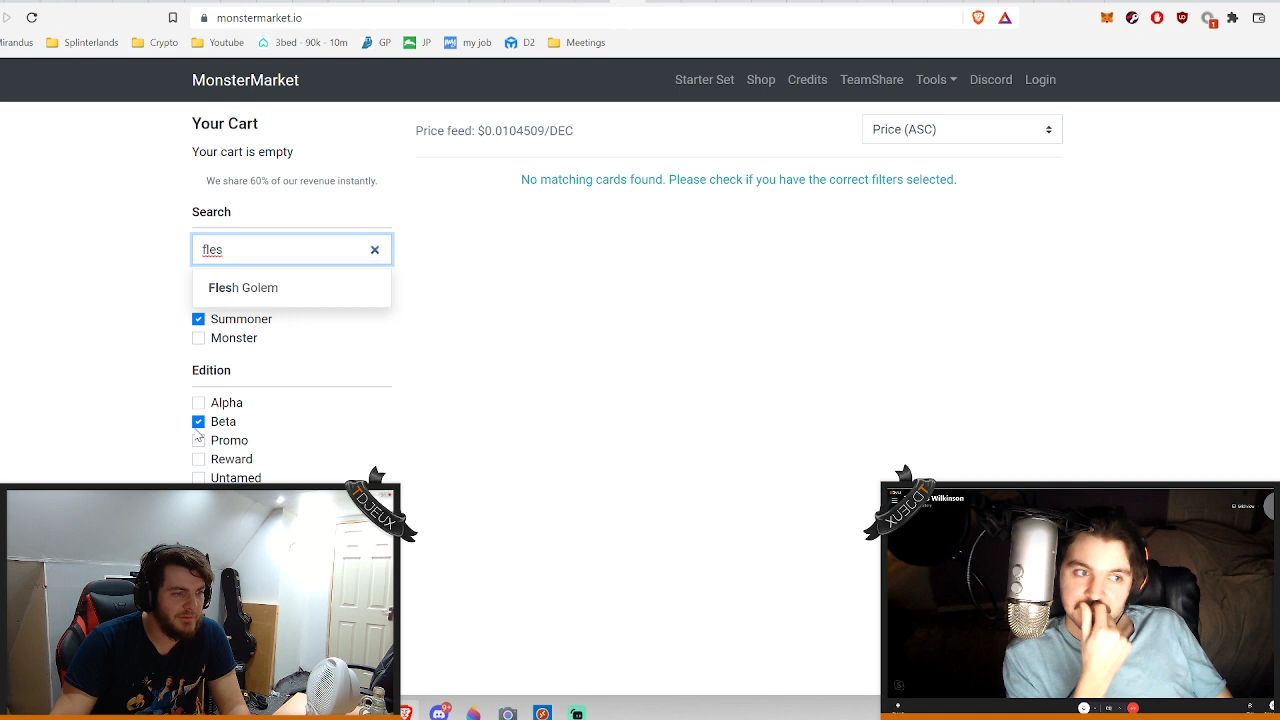 monstermarket.io
irandus Splinterlands Crypto Youtube 3bed - 90k - 10m GP JP my job D2 Meetings
MonsterMarket Starter Set Shop Credits TeamShare Tools Discord Login
Your Cart
Price feed: $0.0104509/DEC Price (ASC)
Your cart is empty
We share 60% of our revenue instantly.
No matching cards found. Please check if you have the correct filters selected.
Search
fles
Flesh Golem
Summoner
Monster
Edition
Alpha
Beta
Promo
Reward
Untamed
TDJEUX
TDJEUX
Wilkinson